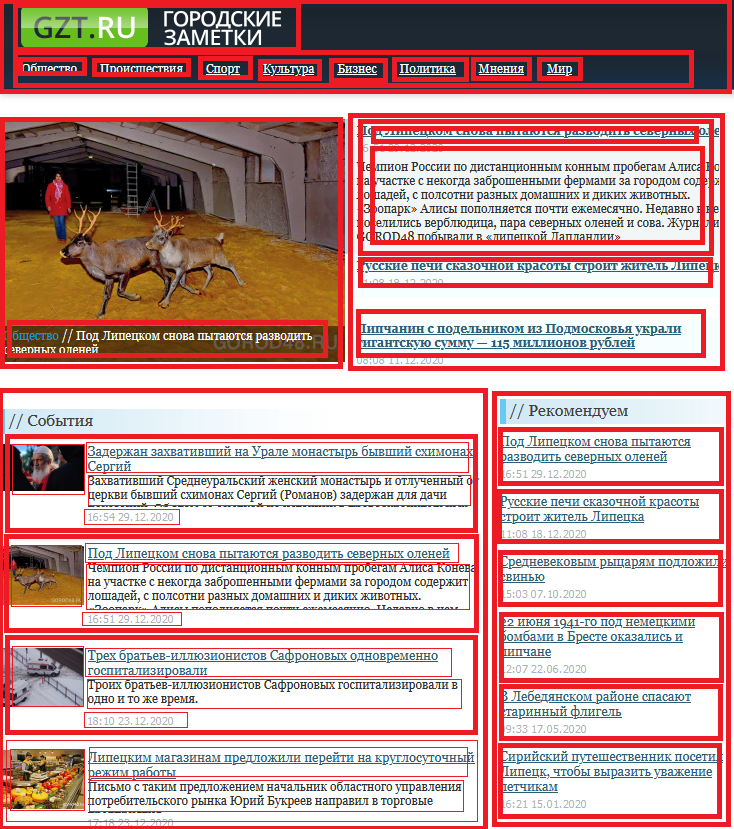 GZT.RU ГОРОДСКИЕ
ЗАМЕТКИ
Общество Происшествия Спорт Культура Бизнес Политика Мнения Мир
Общество // Под Липецком снова пытаются разводить
северных оленей
GOROD48.RU
Под Липецком снова пытаются разводить северных оле
Чемпион России по дистанционным конным пробегам Алиса Ко
на участке с некогда заброшенными фермами за городом содерж
лошадей, с полсотни разных домашних и диких животных.
«Зоопарк» Алисы пополняется почти ежемесячно. Недавно
поселились верблюдица, пара северных оленей и сова. Журнали
GOROD48 побывали в «липецкой Лапландии»
Русские печи сказочной красоты строит житель Липец
11:08 18.12.2020
Липчанин с подельником из Подмосковья украли
гигантскую сумму — 115 миллионов рублей
08:08 11.12.2020
// События
Задержан захвативший на Урале монастырь бывший схимонах
Сергий
Захвативший Среднеуральский женский монастырь и отлученный от
церкви бывший схимонах Сергий (Романов) задержан для дачи
16:54 29.12.2020
Под Липецком снова пытаются разводить северных оленей
Чемпион России по дистанционным конным пробегам Алиса Конева
на участке с некогда заброшенными фермами за городом содержит
лошадей, с полсотни разных домашних и диких животных.
«Зоопарк» Алисы пополняется почти ежемесячно. Недавно в нем
16:51 29.12.2020
Трех братьев-иллюзионистов Сафроновых одновременно
госпитализировали
Троих братьев-иллюзионистов Сафроновых госпитализировали в
одно и то же время.
18:10 23.12.2020
Липецким магазинам предложили перейти на круглосуточный
режим работы
Письмо с таким предложением начальник областного управления
потребительского рынка Юрий Букреев направил в торговые
17:18 23.12.2020
// Рекомендуем
Под Липецком снова пытаются
разводить северных оленей
16:51 29.12.2020
Русские печи сказочной красоты
строит житель Липецка
11:08 18.12.2020
Средневековым рыцарям подложили
свинью
15:03 07.10.2020
22 июня 1941-го под немецкими
бомбами в Бресте оказались и
липчане
12:07 22.06.2020
В Лебедянском районе спасают
старинный флигель
09:33 17.05.2020
Сирийский путешественник посетил
Липецк, чтобы выразить уважение
летчикам
16:21 15.01.2020